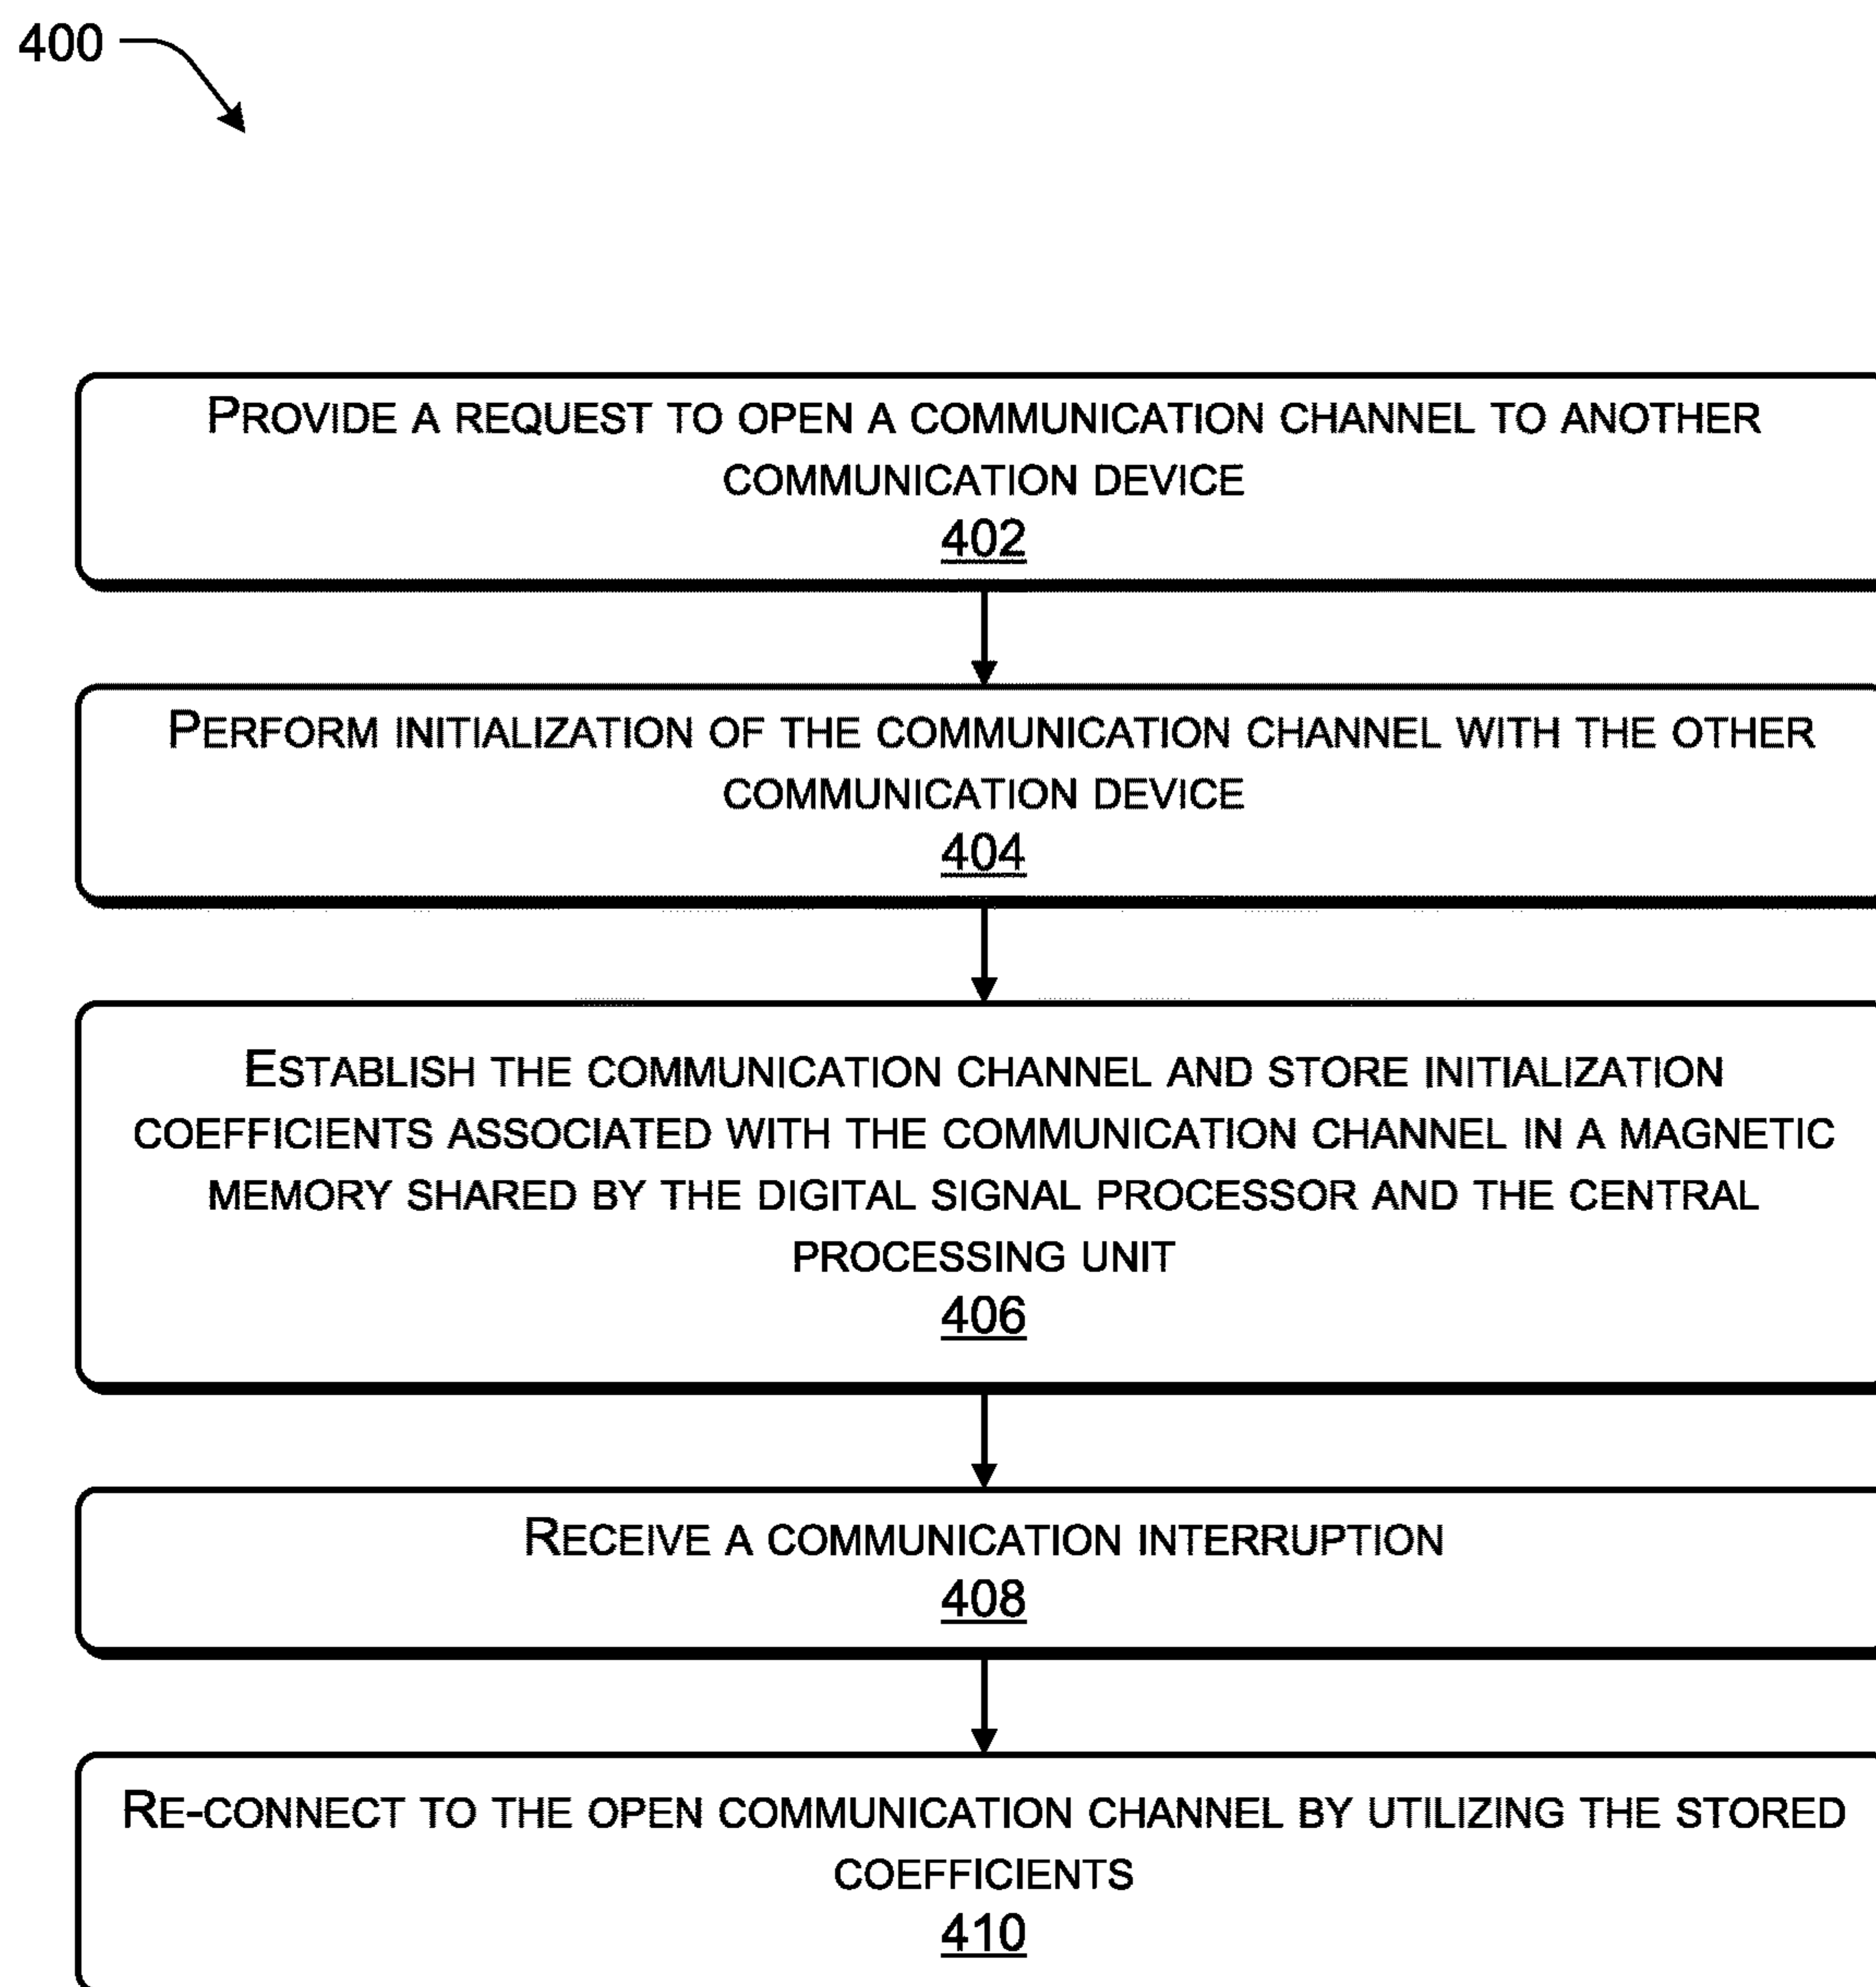 400
PROVIDE A REQUEST TO OPEN A COMMUNICATION CHANNEL TO ANOTHER
COMMUNICATION DEVICE
402
PERFORM INITIALIZATION OF THE COMMUNICATION CHANNEL WITH THE OTHER
COMMUNICATION DEVICE
404
ESTABLISH THE COMMUNICATION CHANNEL AND STORE INITIALIZATION
COEFFICIENTS ASSOCIATED WITH THE COMMUNICATION CHANNEL IN A MAGNETIC
MEMORY SHARED BY THE DIGITAL SIGNAL PROCESSOR AND THE CENTRAL
PROCESSING UNIT
406
RECEIVE A COMMUNICATION INTERRUPTION
408
RE-CONNECT TO THE OPEN COMMUNICATION CHANNEL BY UTILIZING THE STORED
COEFFICIENTS
410